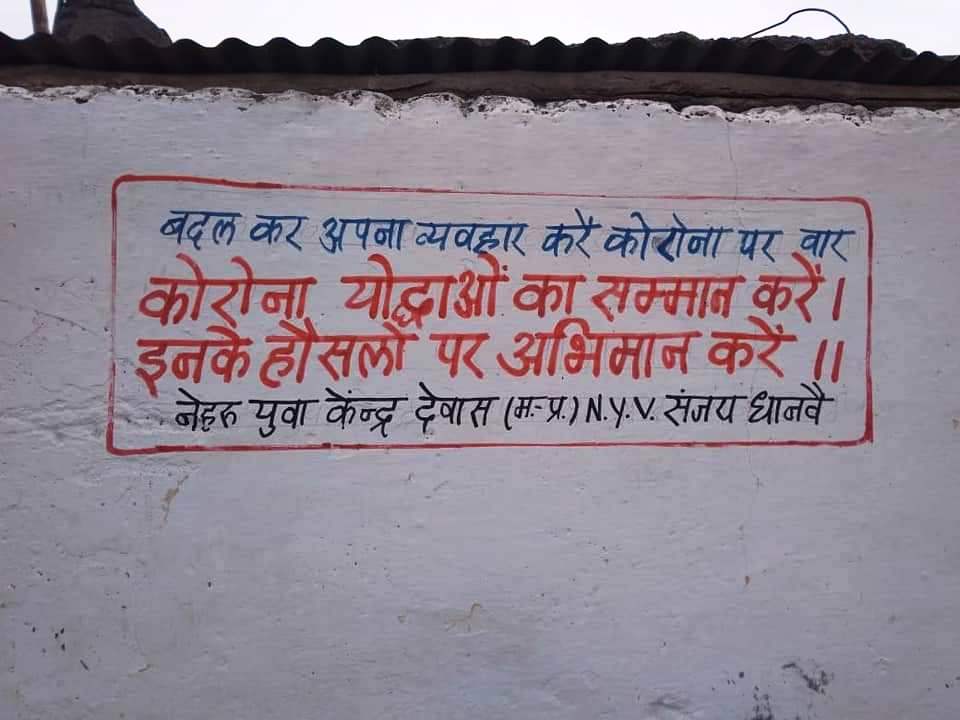 बदल कर अपना व्यवहार करें कोरोना पर वार
कोरोना योद्धाओं का सम्मान करें।
इनके हौसलों पर अभिमान करें ॥
नेहरू युवा केन्द्र देवास (म.-प्र.) N.Y.V. संजय धानवै